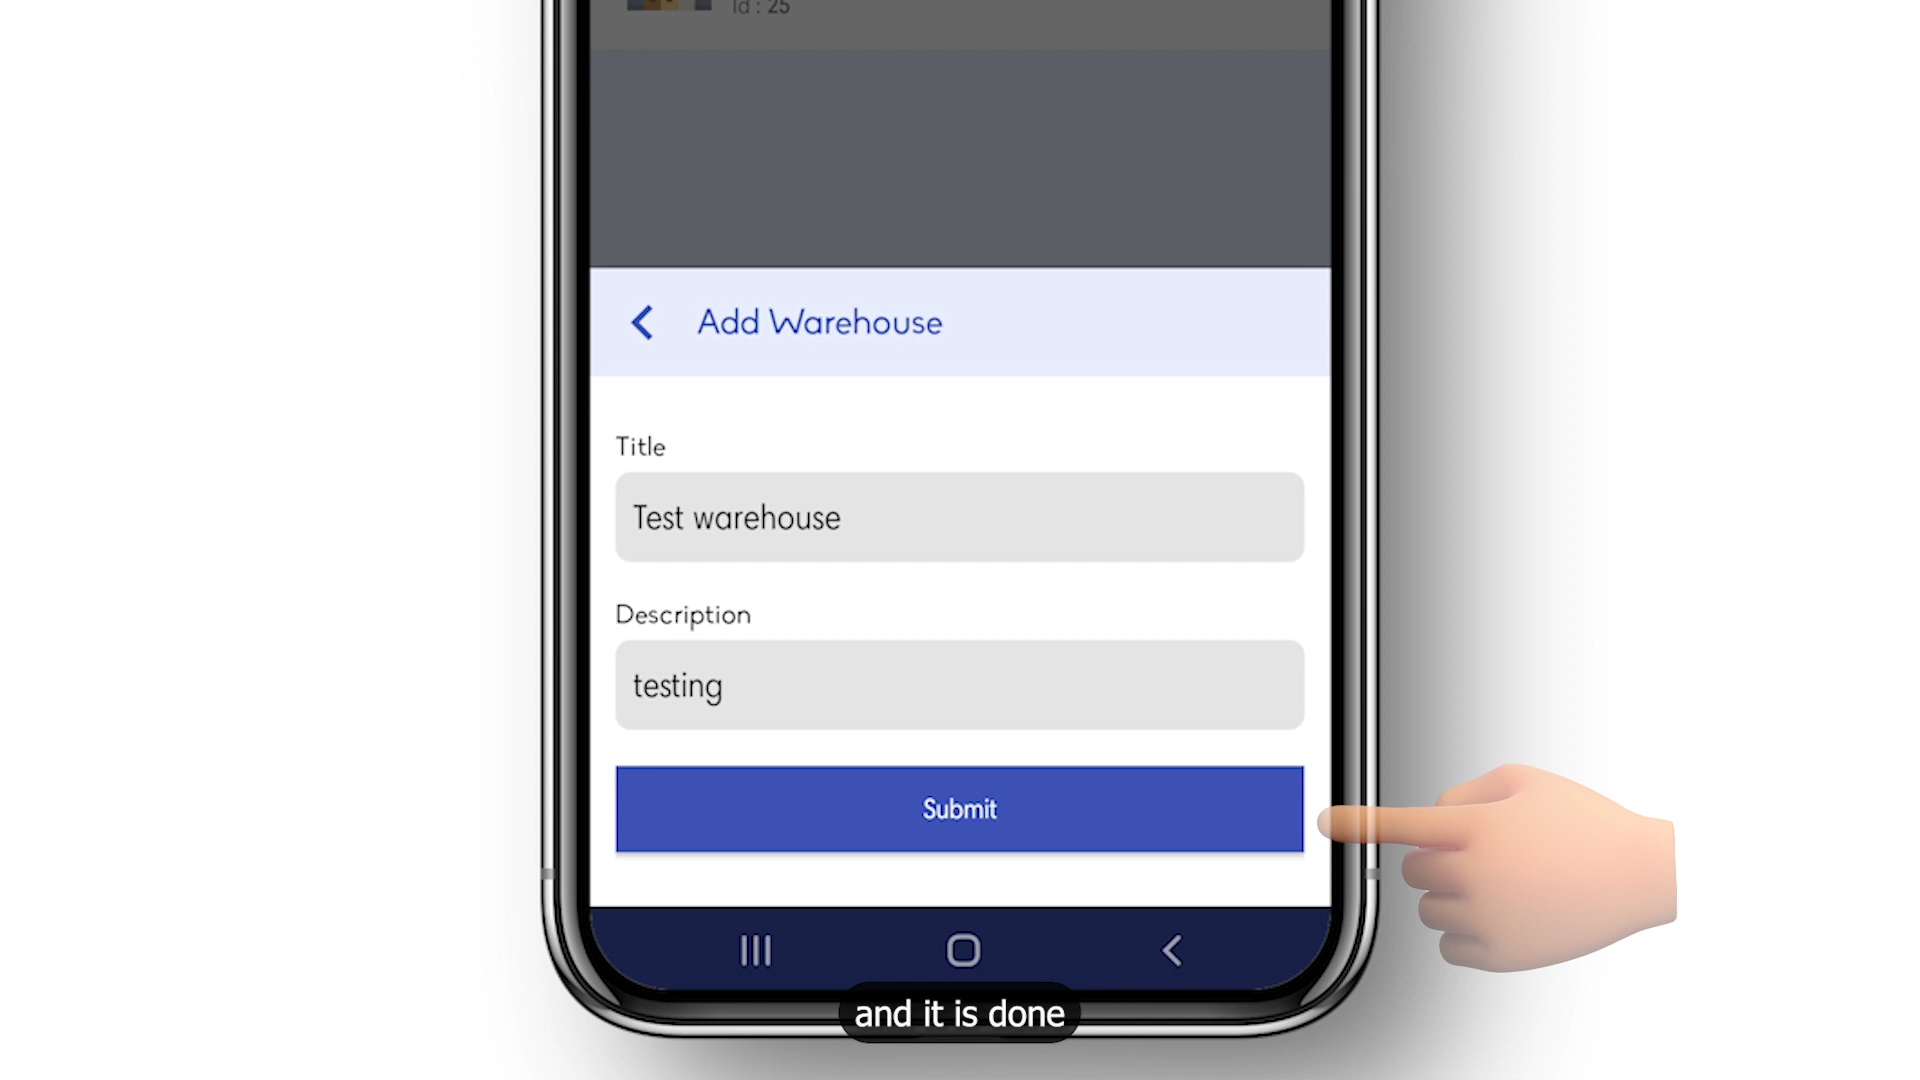 Id : 25
Add Warehouse
Title
Test warehouse
Description
testing
Submit
and it is done